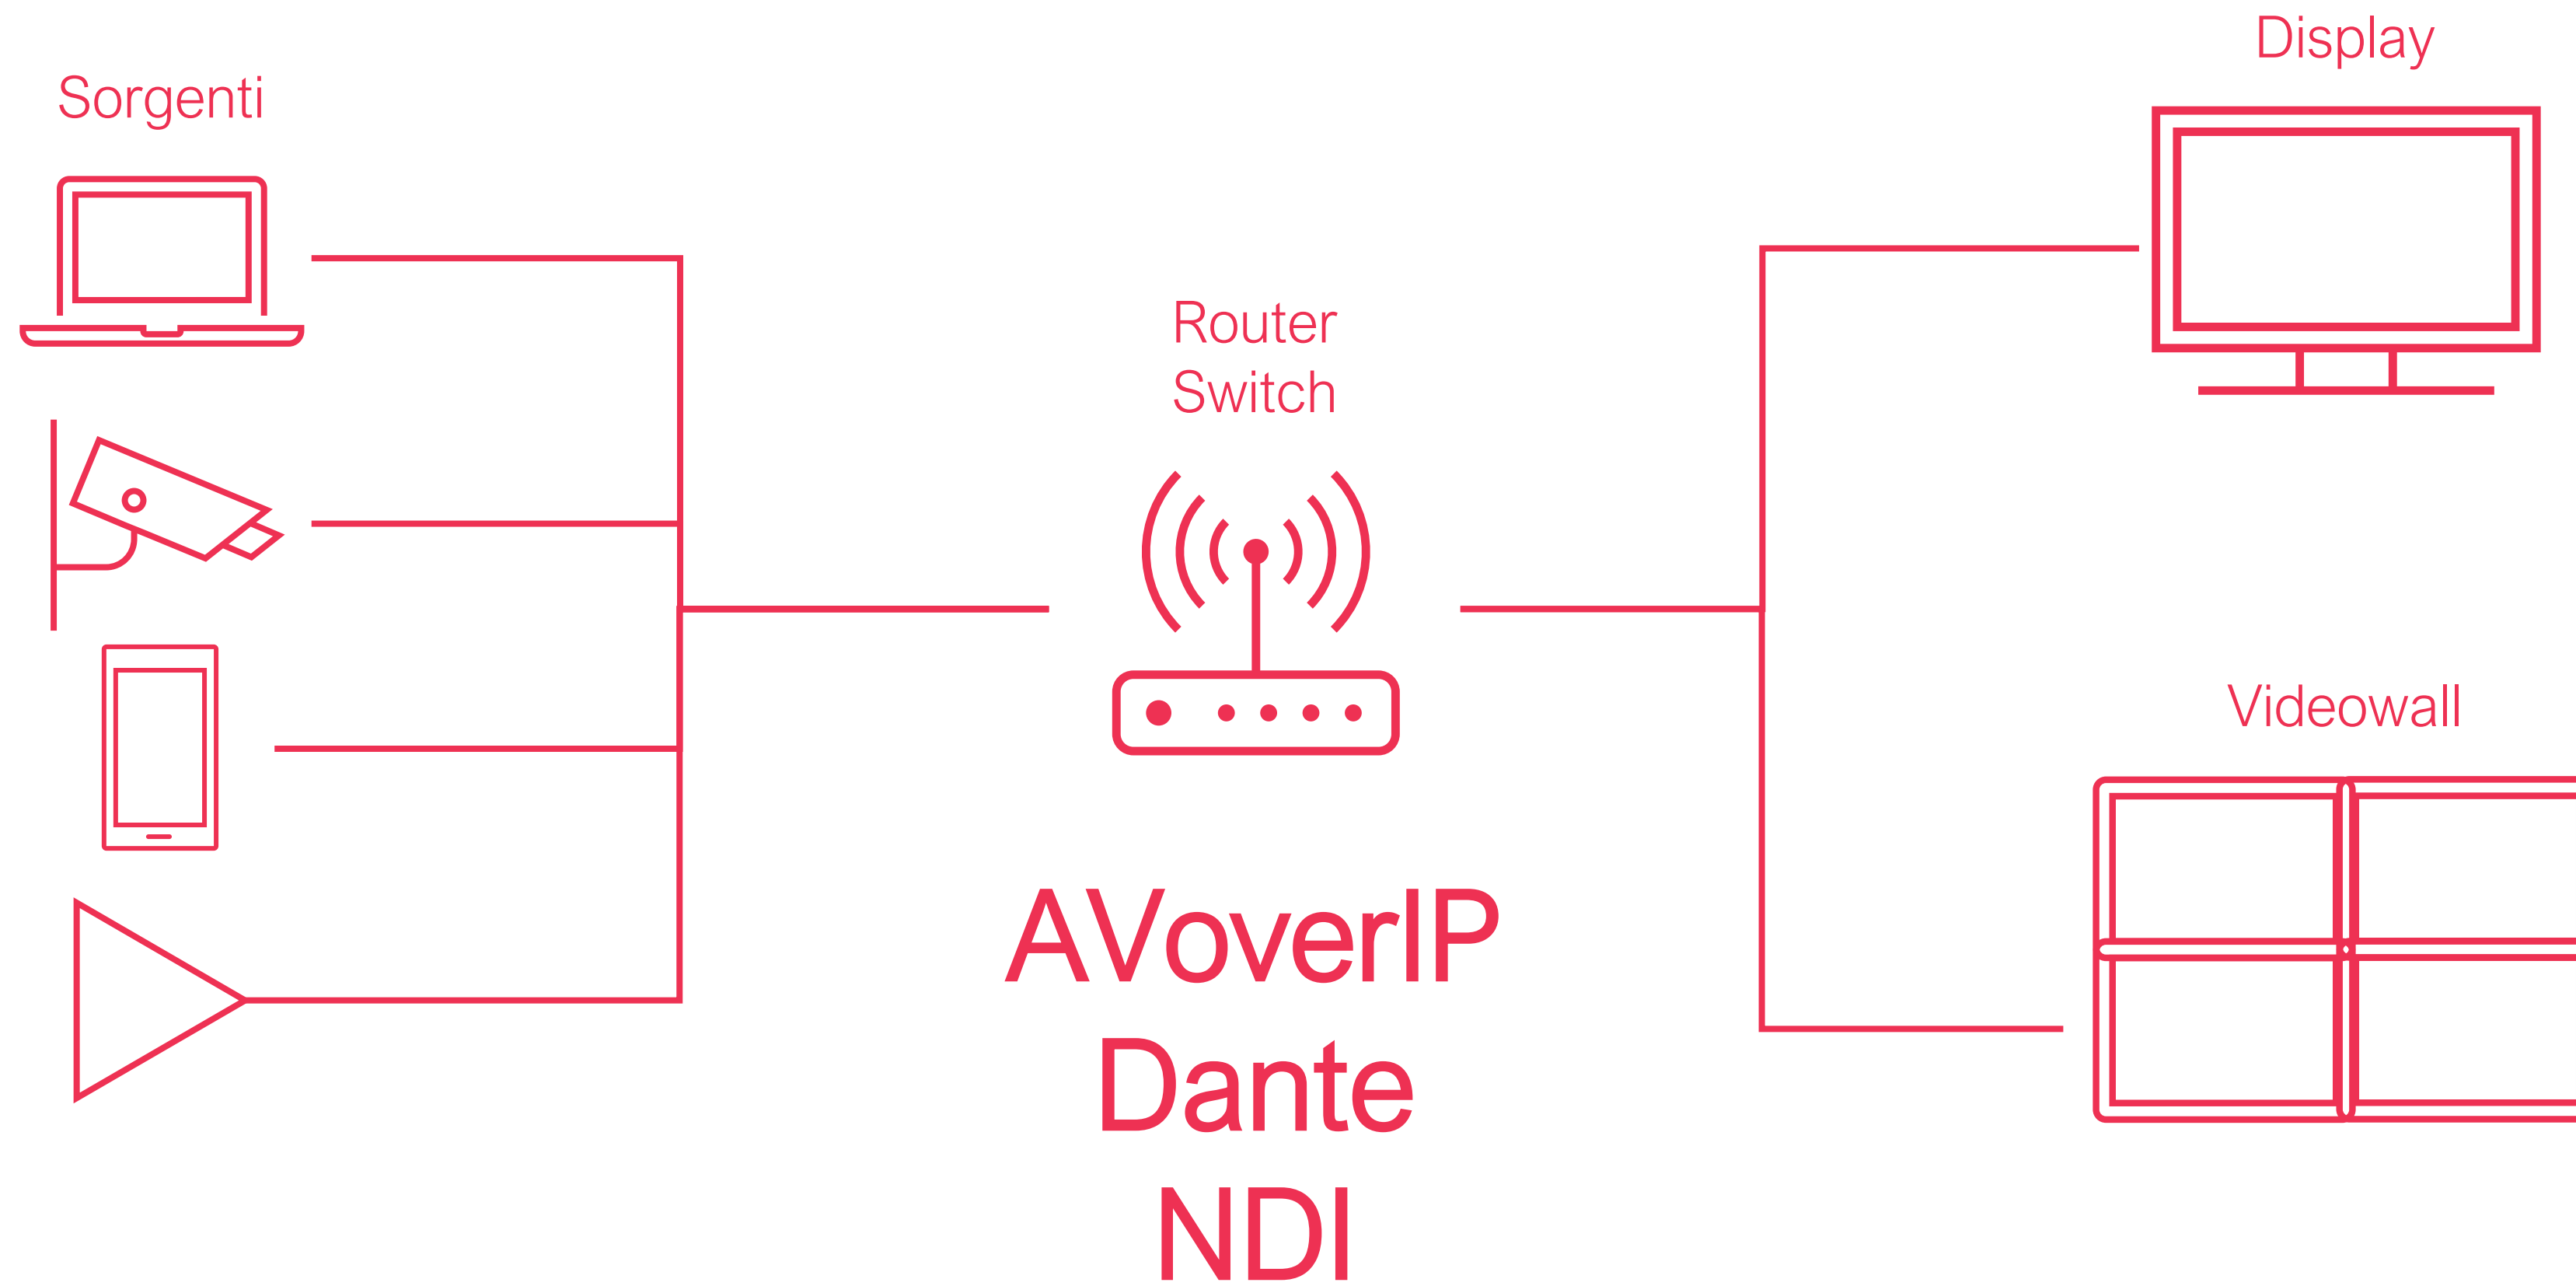 Sorgenti
Router
Switch
AVoverIP
Dante
NDI
Display
Videowall